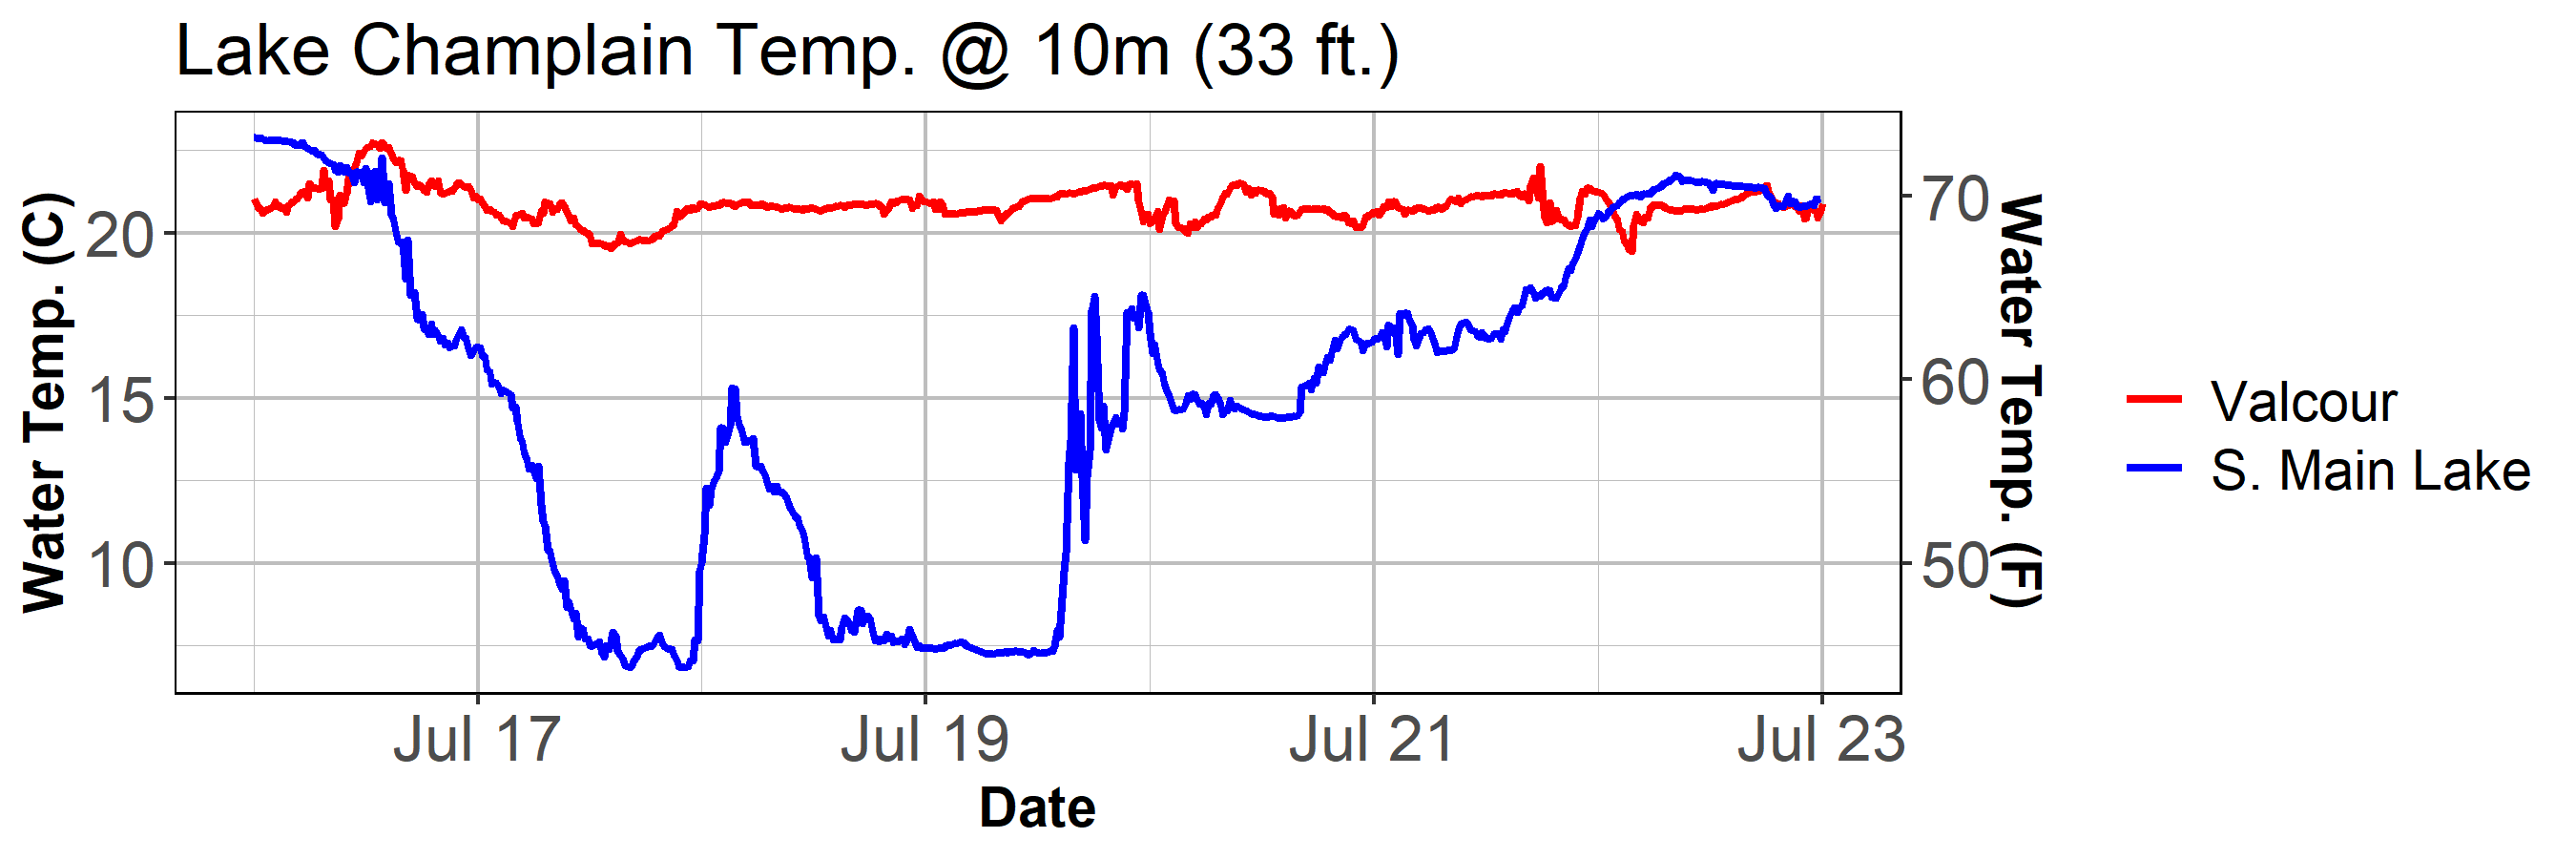 Lake Champlain Temp. @ 10m (33 ft.)
Water Temp. (C)
20
15
10
70
60
50
Water Temp. (F)
Jul 17
Jul 19
Jul 21
Jul 23
Date
Valcour
S. Main Lake